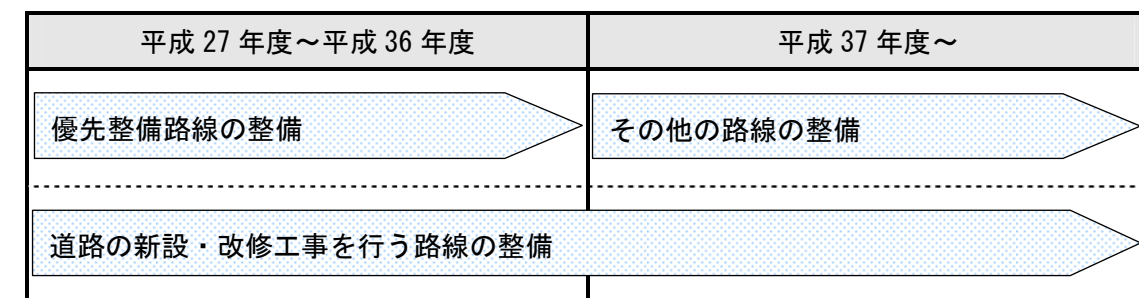 平成 27 年度～平成 36 年度
平成 37 年度～
優先整備路線の整備
その他の路線の整備
道路の新設・改修工事を行う路線の整備